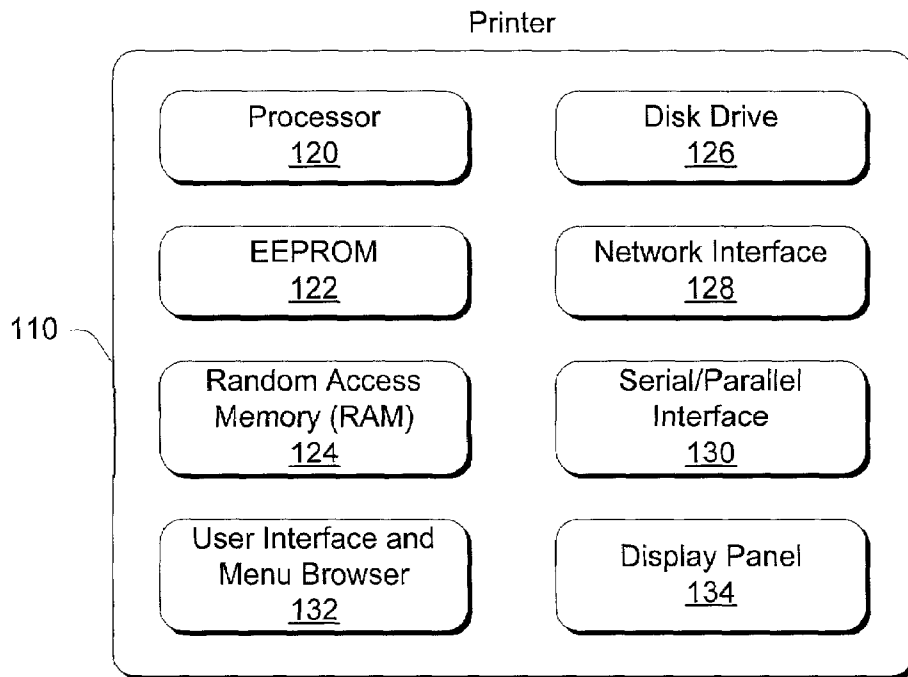 Printer
Processor
120
Disk Drive
126
EEPROM
122
Network Interface
128
110
Random Access
Memory (RAM)
124
Serial/Parallel
Interface
130
User Interface and
Menu Browser
132
Display Panel
134